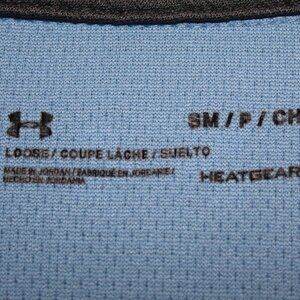 SM / P / CH
LOOSE / COUPE LÂCHE / SUELTO
MADE IN JORDAN / FABRIQUÉ EN JORDANIE /
HECHO EN JORDANIA
HEATGEAR